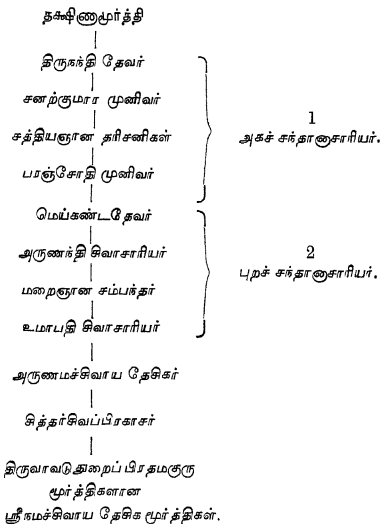 தக்ஷிணாமூர்த்தி
திருநந்தி தேவர்
சனற்குமார முனிவர்
சத்தியஞான தரிசனிகள்
பரஞ்சோதி முனிவர்
1
அகச் சந்தானாசாரியர்.
மெய்கண்டதேவர்
அருணந்தி சிவாசாரியர்
மறைஞான சம்பந்தர்
உமாபதி சிவாசாரியர்
2
புறச் சந்தானாசாரியர்.
அருணமச்சிவாய தேசிகர்
சித்தர்சிவப்பிரகாசர்
திருவாவடுதுறைப் பிரதமகுரு
மூர்த்திகளான
ஸ்ரீநமச்சிவாய தேசிக மூர்த்திகள்.